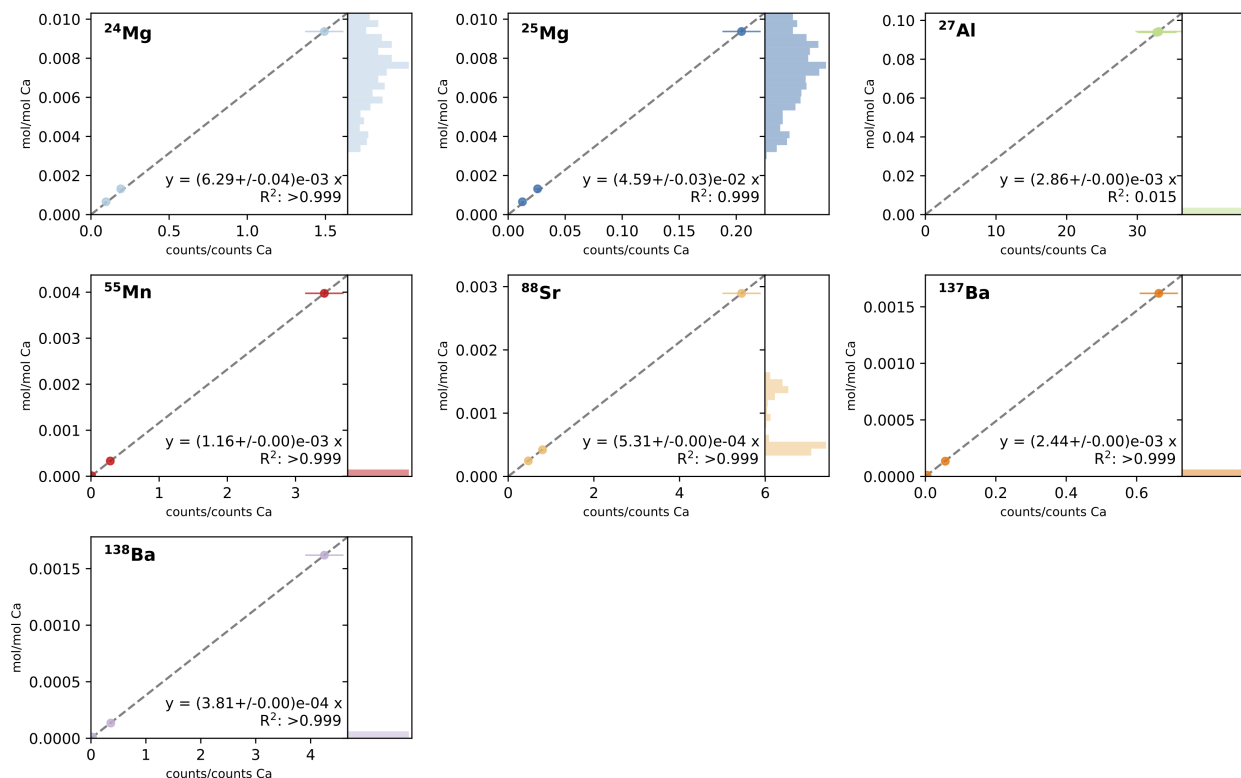 0.010
0.008
0.006
0.004
0.002
0.000
mol/mol Ca
²⁴Mg
y = (6.29+/-0.04)e-03 x
R²: >0.999
0.0
0.5
1.0
1.5
counts/counts Ca
0.010
0.008
0.006
0.004
0.002
0.000
mol/mol Ca
²⁵Mg
y = (4.59+/-0.03)e-02 x
R²: 0.999
0.00
0.05
0.10
0.15
0.20
counts/counts Ca
0.10
0.08
0.06
0.04
0.02
0.00
mol/mol Ca
²⁷Al
y = (2.86+/-0.00)e-03 x
R²: 0.015
0
10
20
30
counts/counts Ca
0.004
0.003
0.002
0.001
0.000
mol/mol Ca
⁵⁵Mn
y = (1.16+/-0.00)e-03 x
R²: >0.999
0
1
2
3
counts/counts Ca
0.003
0.002
0.001
0.000
mol/mol Ca
⁸⁸Sr
y = (5.31+/-0.00)e-04 x
R²: >0.999
0
2
4
6
counts/counts Ca
0.0015
0.0010
0.0005
0.0000
mol/mol Ca
¹³⁷Ba
y = (2.44+/-0.00)e-03 x
R²: >0.999
0.0
0.2
0.4
0.6
counts/counts Ca
0.0015
0.0010
0.0005
0.0000
mol/mol Ca
¹³⁸Ba
y = (3.81+/-0.00)e-04 x
R²: >0.999
0
1
2
3
4
counts/counts Ca